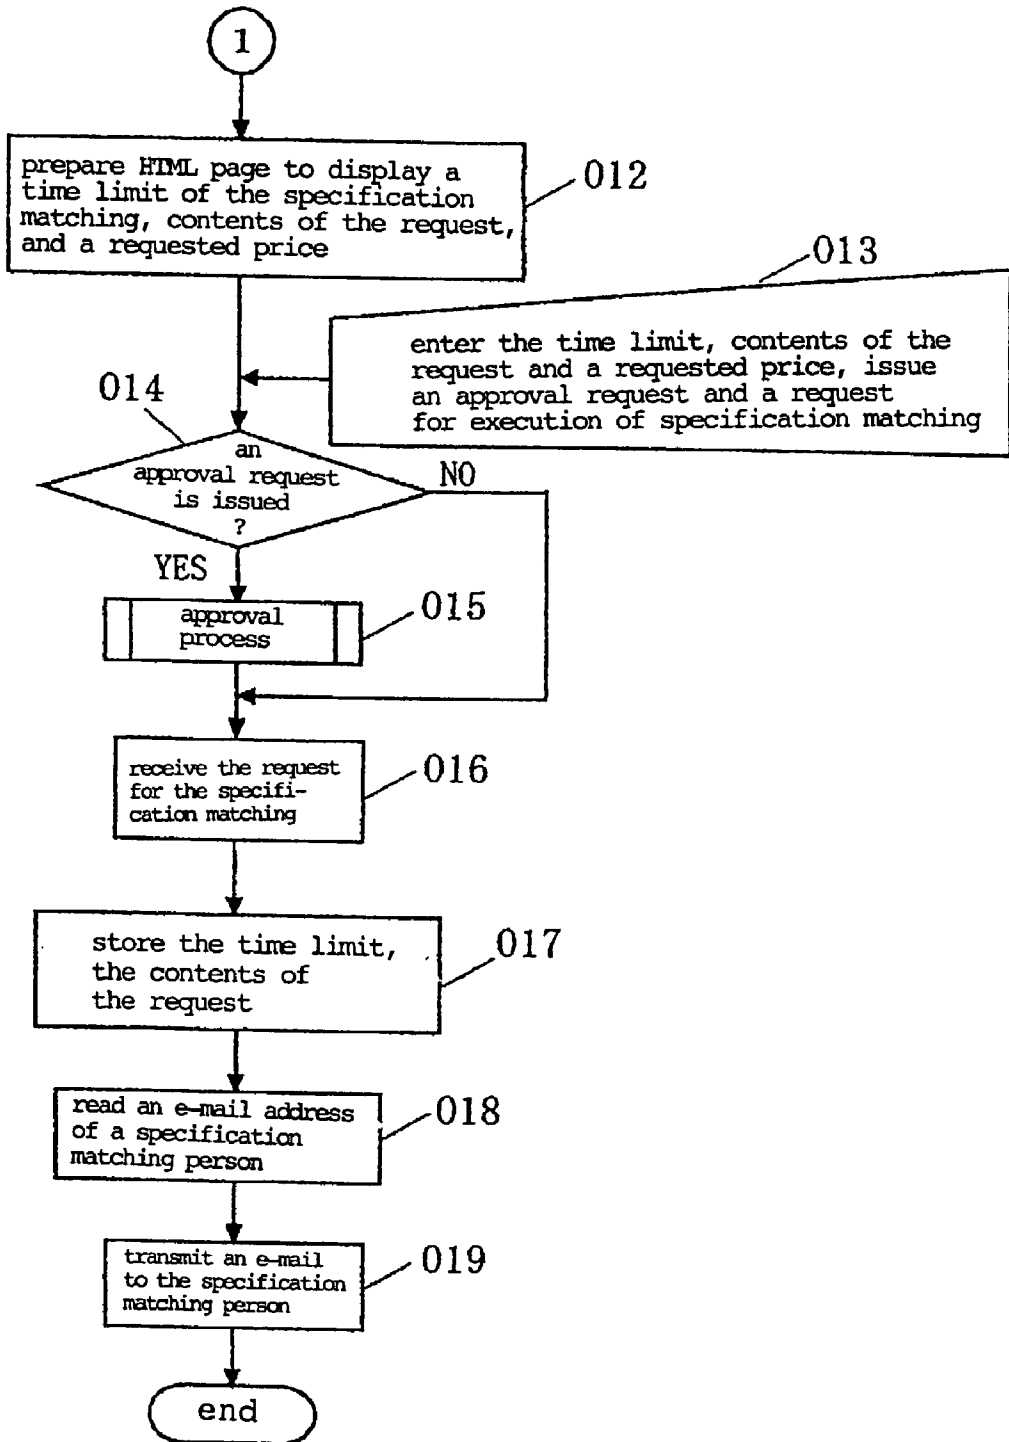 1
prepare HTML page to display a
time limit of the specification
matching, contents of the request,
and a requested price
012
013
enter the time limit, contents of the
request and a requested price, issue
an approval request and a request
for execution of specification matching
014
an
approval request
is issued
?
NO
YES
approval
process
015
receive the request
for the specifi-
cation matching
016
store the time limit,
the contents of
the request
017
read an e-mail address
of a specification
matching person
018
transmit an e-mail
to the specification
matching person
019
end